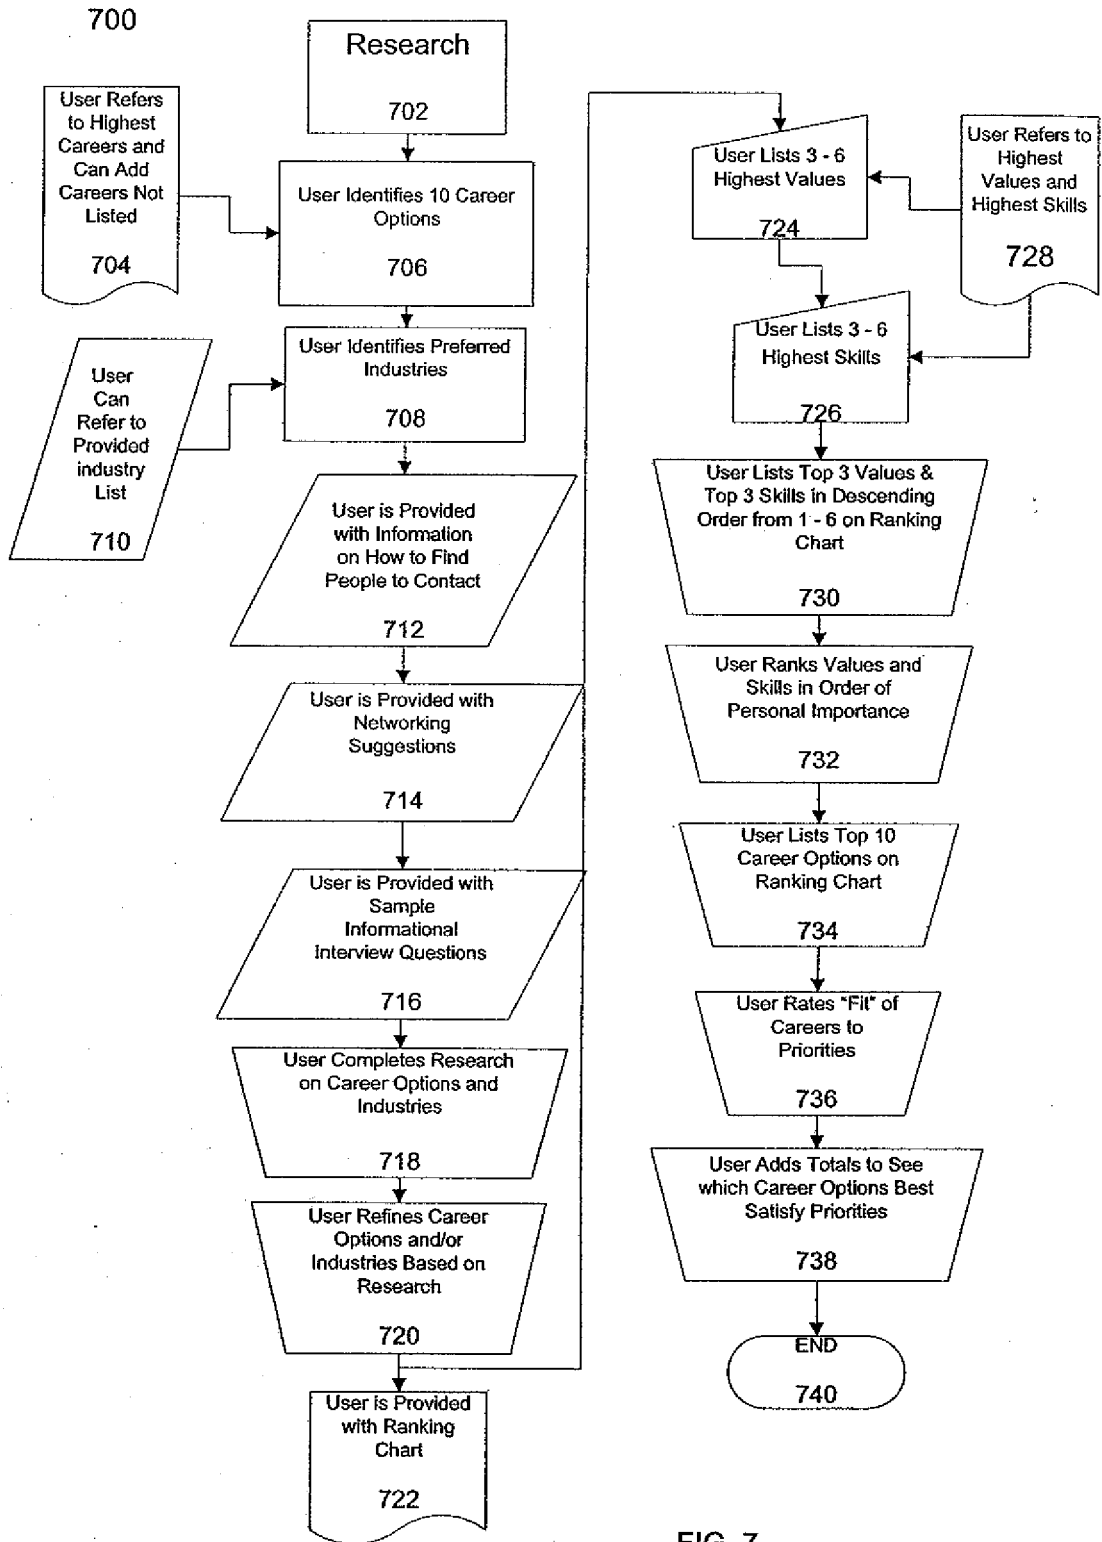 700
Research
702
User Refers
to Highest
Careers and
Can Add
Careers Not
Listed
704
User Identifies 10 Career
Options
706
User Identifies Preferred
Industries
708
User
Can
Refer to
Provided
industry
List
710
User is Provided
with Information
on How to Find
People to Contact
712
User is Provided with
Networking
Suggestions
714
User is Provided with
Sample
Informational
Interview Questions
716
User Completes Research
on Career Options and
Industries
718
User Refines Career
Options and/or
Industries Based on
Research
720
User is Provided
with Ranking
Chart
722
User Lists 3 - 6
Highest Values
724
User Refers to
Highest
Values and
Highest Skills
728
User Lists 3 - 6
Highest Skills
726
User Lists Top 3 Values &
Top 3 Skills in Descending
Order from 1 - 6 on Ranking
Chart
730
User Ranks Values and
Skills in Order of
Personal Importance
732
User Lists Top 10
Career Options on
Ranking Chart
734
User Rates "Fit" of
Careers to
Priorities
736
User Adds Totals to See
which Career Options Best
Satisfy Priorities
738
END
740
FIG. 7